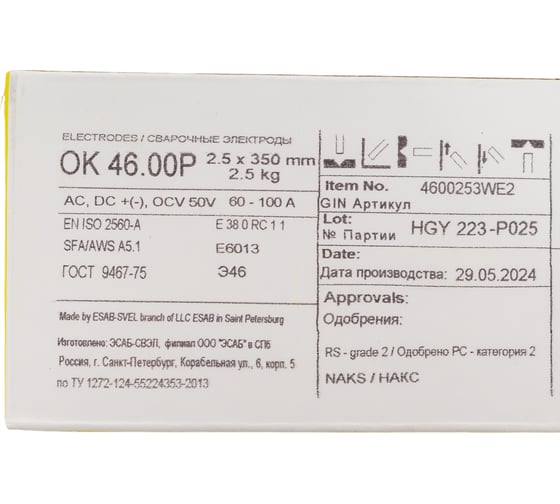 ELECTRODES / СВАРОЧНЫЕ ЭЛЕКТРОДЫ
OK 46.00P 2.5 x 350 mm
2.5 kg
AC, DC +(-), OCV 50V 60 - 100 A
EN ISO 2560-A E 38 0 RC 1 1
SFA/AWS A5.1 E6013
ГОСТ 9467-75 Э46
Made by ESAB-SVEL branch of LLC ESAB in Saint Petersburg
Изготовлено: ЭСАБ-СВЭЛ, филиал ООО "ЭСАБ" в СПб
Россия, г. Санкт-Петербург, Корабельная ул., 6, корп. 5
по ТУ 1272-124-55224353-2013
Item No. 4600253WE2
GIN Артикул
Lot: HGY 223-P025
№ Партии
Date:
Дата производства: 29.05.2024
Approvals:
Одобрения:
RS - grade 2 / Одобрено РС - категория 2
NAKS / НАКС